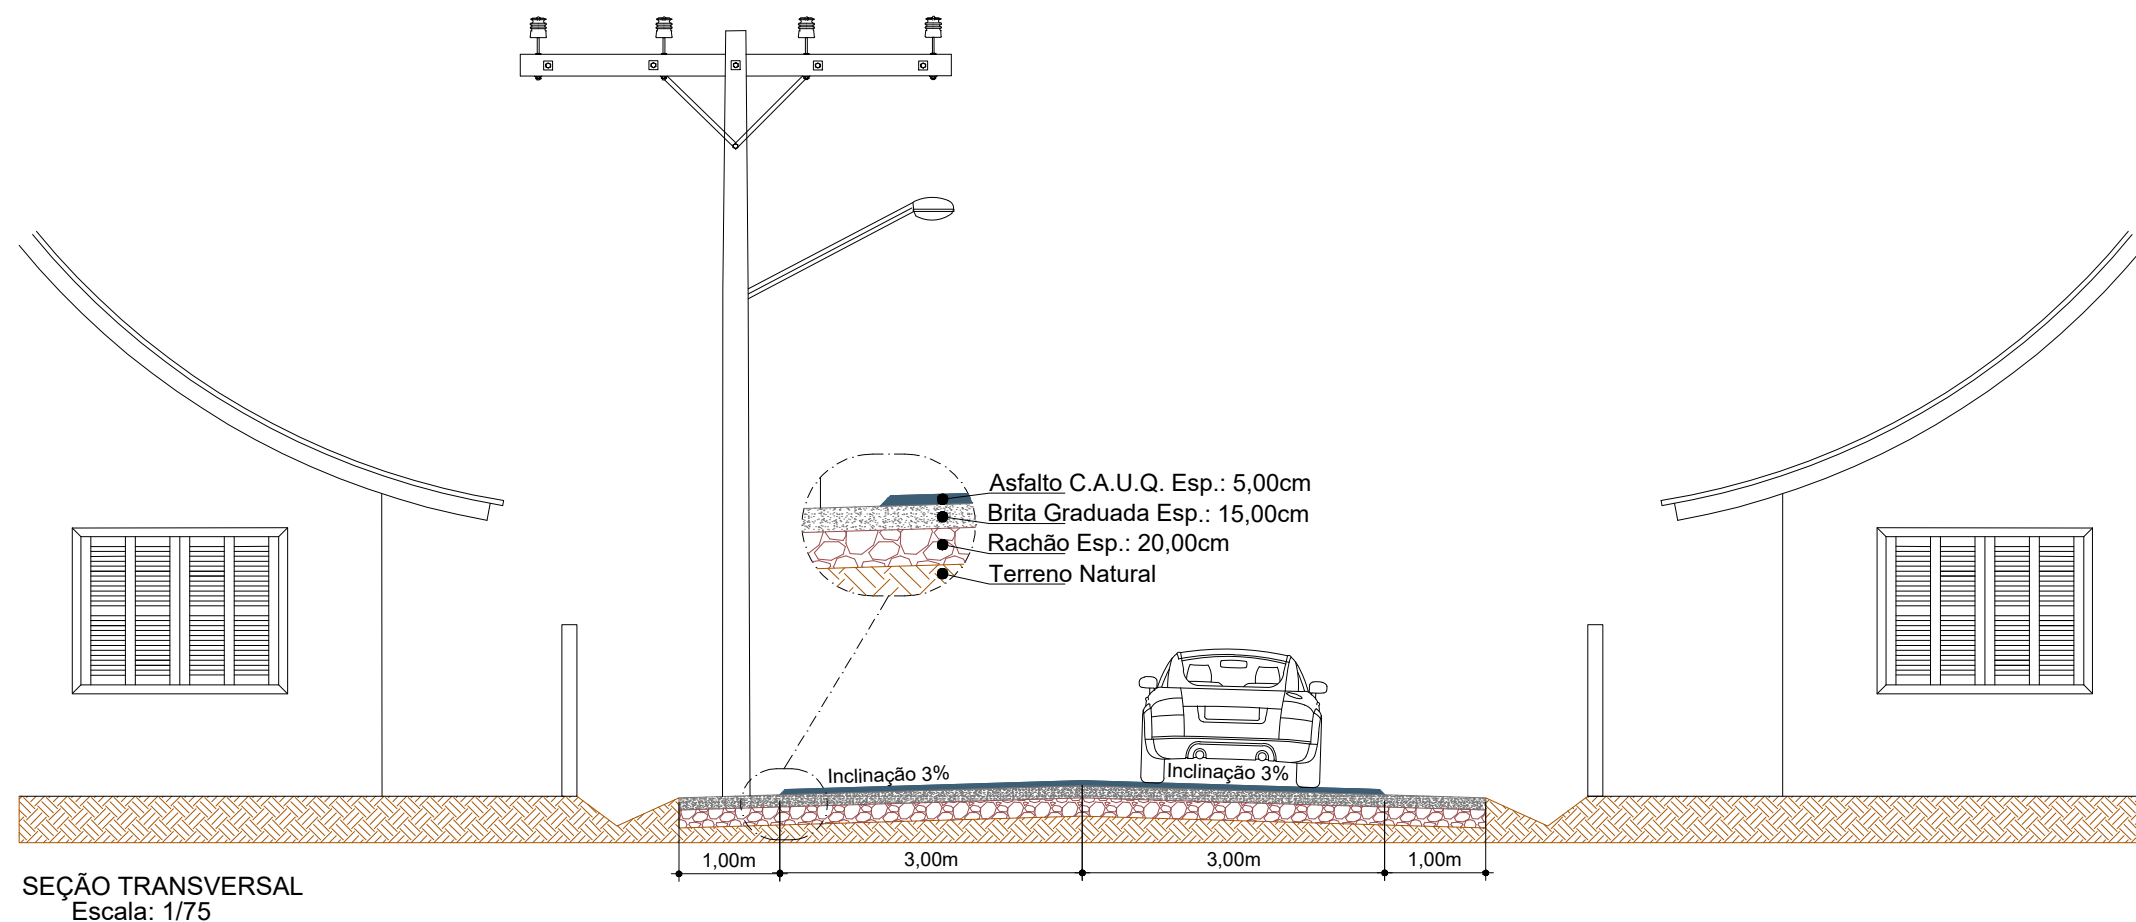 Asfalto C.A.U.Q. Esp.: 5,00cm
Brita Graduada Esp.: 15,00cm
Rachão Esp.: 20,00cm
Terreno Natural
Inclinação 3%
Inclinação 3%
1,00m
3,00m
3,00m
1,00m
SEÇÃO TRANSVERSAL
Escala: 1/75